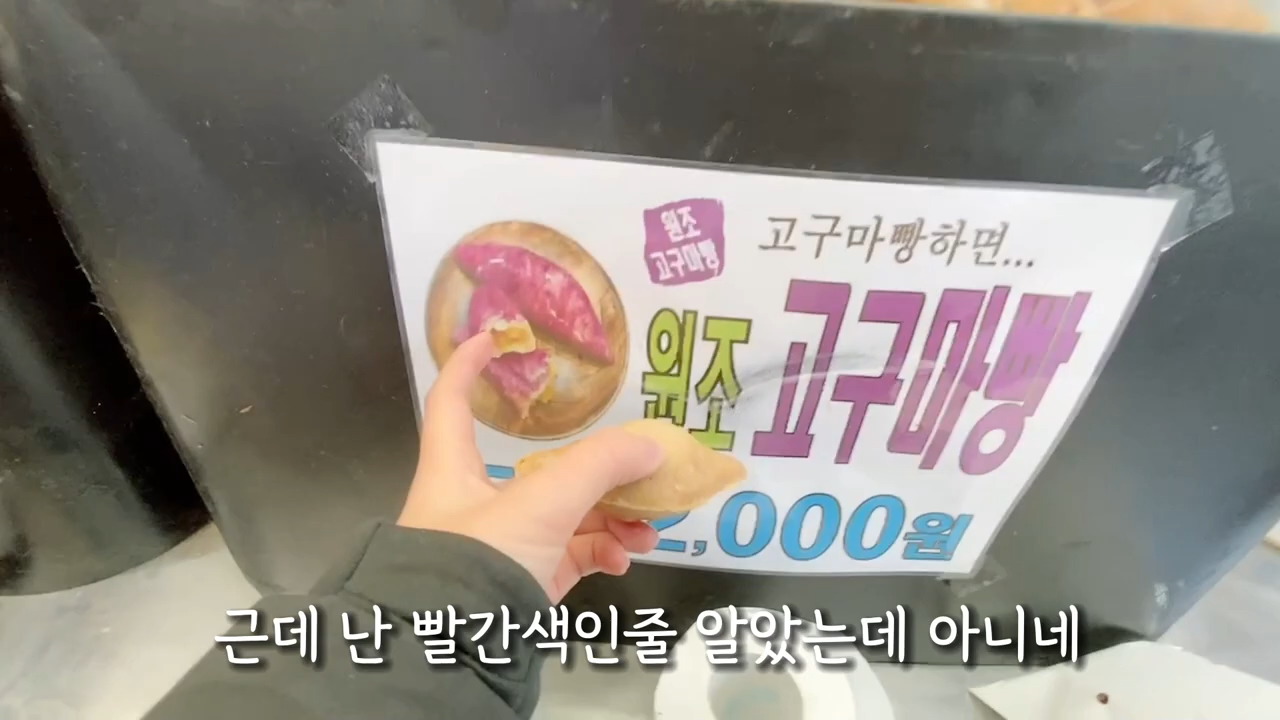 원조
고구마빵
고구마빵하면...
원조 고구마빵
2,000원
근데 난 빨간색인줄 알았는데 아니네